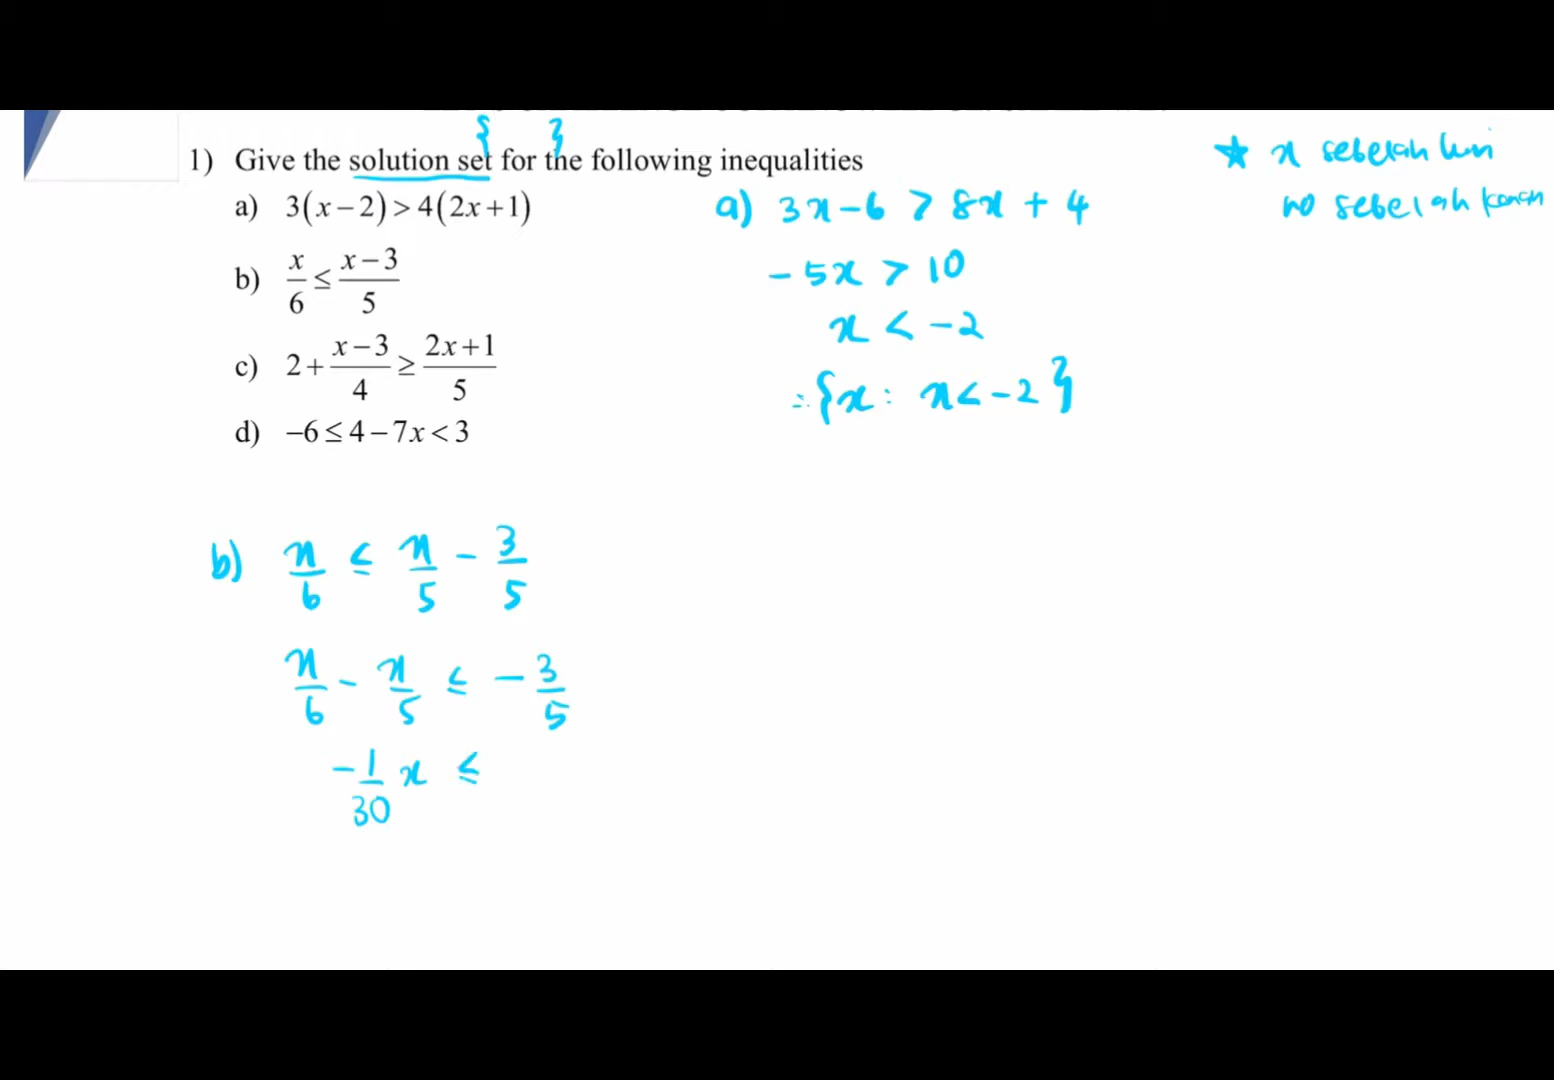 { }
1) Give the solution set for the following inequalities
a) 3(x−2)>4(2x+1)
b) x/6 ≤ (x−3)/5
c) 2+(x−3)/4 ≥ (2x+1)/5
d) −6≤4−7x<3
★ x sebelah kiri
no sebelah kanan
a) 3x−6 > 8x + 4
−5x > 10
x < −2
∴ {x : x < −2}
b) x/6 ≤ x/5 − 3/5
x/6 − x/5 ≤ −3/5
−1/30 x ≤